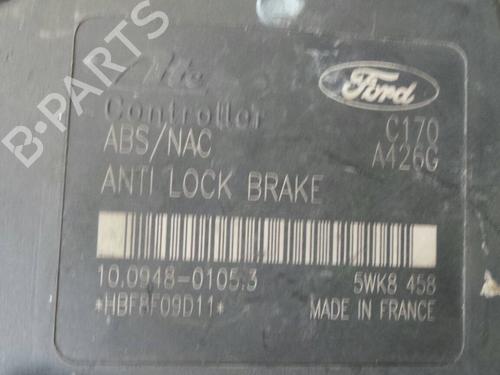 B-PARTS
Ate
Ford
Controller
C170
ABS/NAC
A426G
ANTI LOCK BRAKE
10.0948-0105.3
5WK8 458
*HBF8F09D11*
MADE IN FRANCE